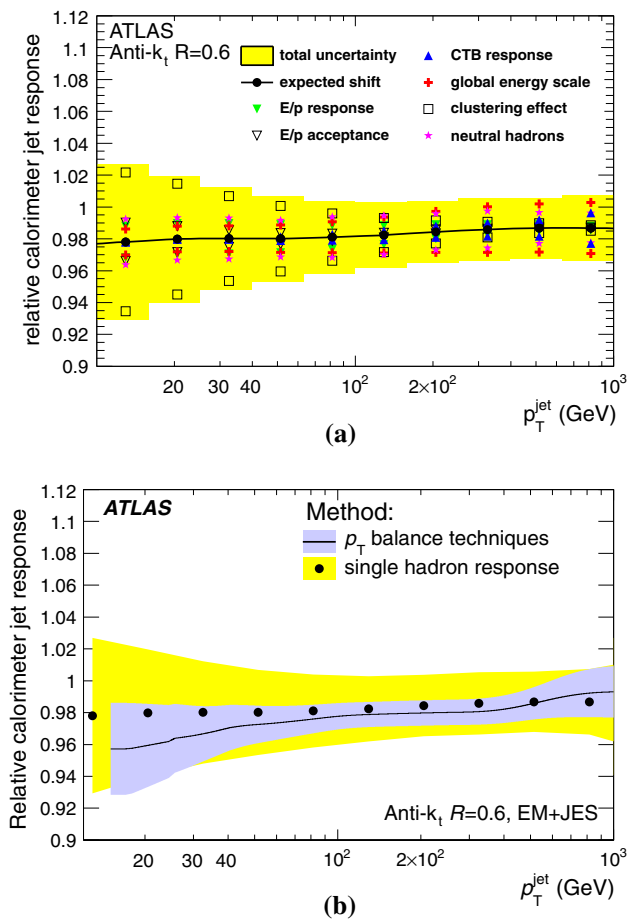 ATLAS
Anti-kt R=0.6
total uncertainty
expected shift
E/p response
E/p acceptance
CTB response
global energy scale
clustering effect
neutral hadrons
relative calorimeter jet response
1.12
1.1
1.08
1.06
1.04
1.02
1
0.98
0.96
0.94
0.92
0.9
20
30
40
10²
2×10²
10³
pT^jet (GeV)
(a)
ATLAS
Method:
pT balance techniques
single hadron response
Relative calorimeter jet response
1.12
1.1
1.08
1.06
1.04
1.02
1
0.98
0.96
0.94
0.92
0.9
Anti-kt R=0.6, EM+JES
20
30
40
10²
2×10²
10³
pT^jet (GeV)
(b)